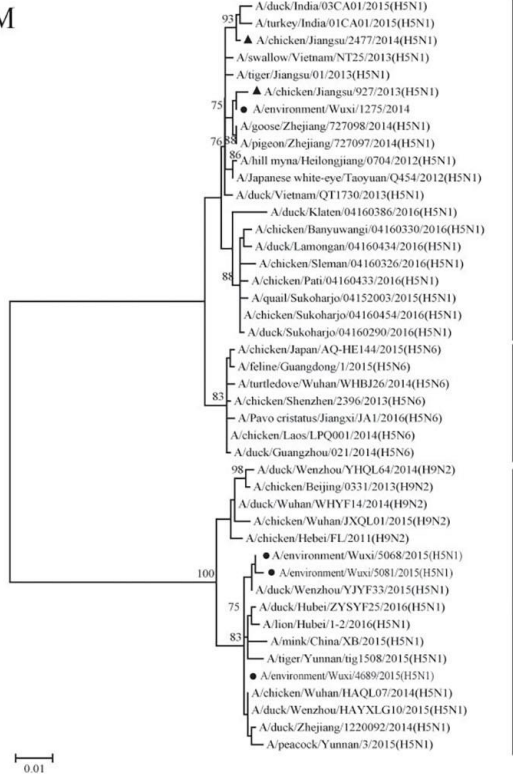 M
A/duck/India/03CA01/2015(H5N1)
93
A/turkey/India/01CA01/2015(H5N1)
A/chicken/Jiangsu/2477/2014(H5N1)
A/swallow/Vietnam/NT25/2013(H5N1)
A/tiger/Jiangsu/01/2013(H5N1)
A/chicken/Jiangsu/927/2013(H5N1)
75
A/environment/Wuxi/1275/2014
A/goose/Zhejiang/727098/2014(H5N1)
76 88 A/pigeon/Zhejiang/727097/2014(H5N1)
86
A/hill myna/Heilongjiang/0704/2012(H5N1)
A/Japanese white-eye/Taoyuan/Q454/2012(H5N1)
A/duck/Vietnam/QT1730/2013(H5N1)
A/duck/Klaten/04160386/2016(H5N1)
A/chicken/Banyuwangi/04160330/2016(H5N1)
A/duck/Lamongan/04160434/2016(H5N1)
A/chicken/Sleman/04160326/2016(H5N1)
88
A/chicken/Pati/04160433/2016(H5N1)
A/quail/Sukoharjo/04152003/2015(H5N1)
A/chicken/Sukoharjo/04160454/2016(H5N1)
A/duck/Sukoharjo/04160290/2016(H5N1)
A/chicken/Japan/AQ-HE144/2015(H5N6)
A/feline/Guangdong/1/2015(H5N6)
A/turtledove/Wuhan/WHBJ26/2014(H5N6)
83
A/chicken/Shenzhen/2396/2013(H5N6)
A/Pavo cristatus/Jiangxi/JA1/2016(H5N6)
A/chicken/Laos/LPQ001/2014(H5N6)
A/duck/Guangzhou/021/2014(H5N6)
98 A/duck/Wenzhou/YHQL64/2014(H9N2)
A/chicken/Beijing/0331/2013(H9N2)
A/duck/Wuhan/WHYF14/2014(H9N2)
A/chicken/Wuhan/JXQL01/2015(H9N2)
A/chicken/Hebei/FL/2011(H9N2)
A/environment/Wuxi/5068/2015(H5N1)
100
A/environment/Wuxi/5081/2015(H5N1)
A/duck/Wenzhou/YJYF33/2015(H5N1)
75
A/duck/Hubei/ZYSYF25/2016(H5N1)
A/lion/Hubei/1-2/2016(H5N1)
83
A/mink/China/XB/2015(H5N1)
A/tiger/Yunnan/tig1508/2015(H5N1)
A/environment/Wuxi/4689/2015(H5N1)
A/chicken/Wuhan/HAQL07/2014(H5N1)
A/duck/Wenzhou/HAYXLG10/2015(H5N1)
A/duck/Zhejiang/1220092/2014(H5N1)
A/peacock/Yunnan/3/2015(H5N1)
0.01